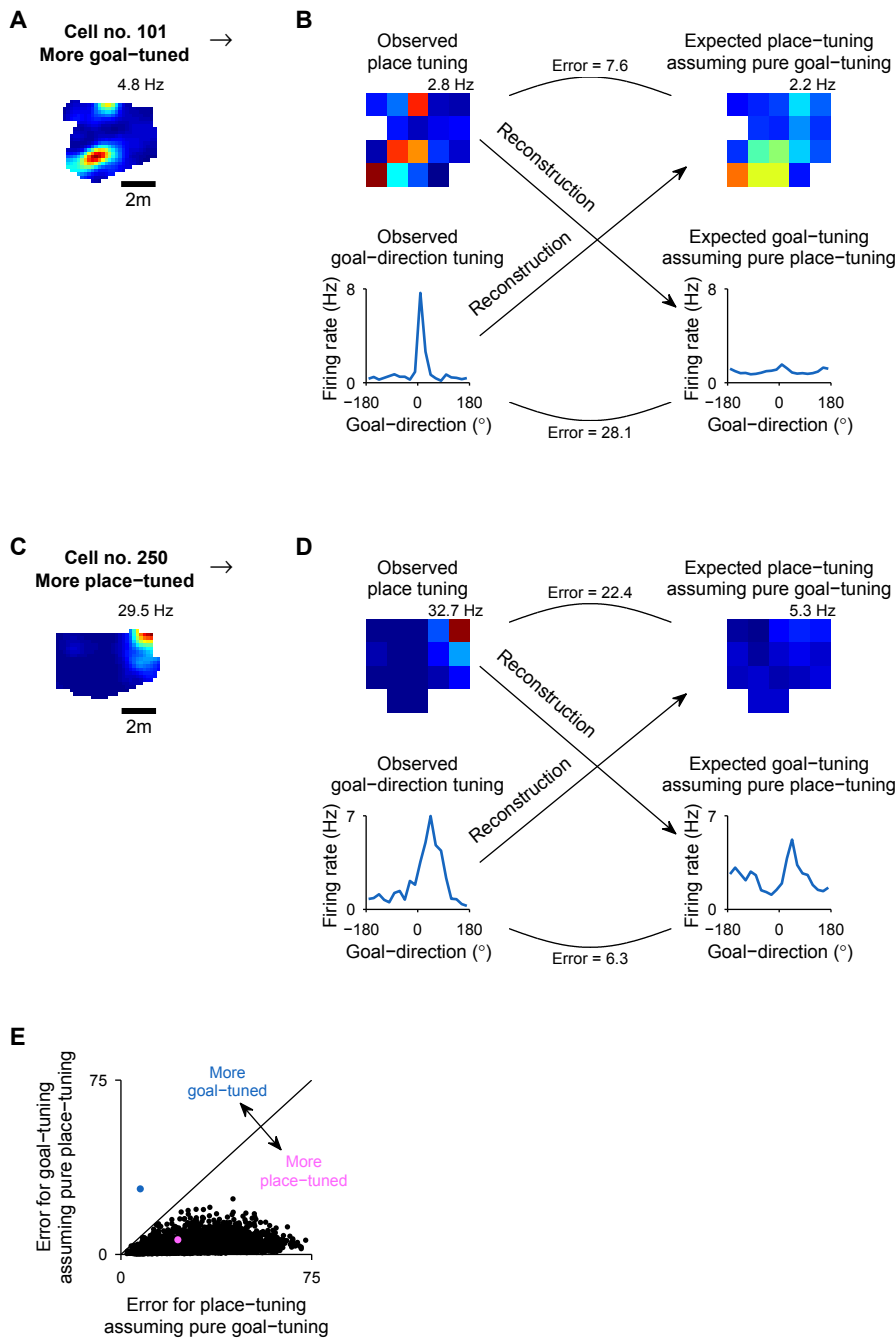 A
Cell no. 101
More goal−tuned
→
4.8 Hz
2m
B
Observed
place tuning
2.8 Hz
Error = 7.6
Expected place−tuning
assuming pure goal−tuning
2.2 Hz
Reconstruction
Reconstruction
Observed
goal−direction tuning
Firing rate (Hz)
8
0
−180
0
180
Goal−direction (°)
Expected goal−tuning
assuming pure place−tuning
Firing rate (Hz)
8
0
−180
0
180
Goal−direction (°)
Error = 28.1
C
Cell no. 250
More place−tuned
→
29.5 Hz
2m
D
Observed
place tuning
32.7 Hz
Error = 22.4
Expected place−tuning
assuming pure goal−tuning
5.3 Hz
Reconstruction
Reconstruction
Observed
goal−direction tuning
Firing rate (Hz)
7
0
−180
0
180
Goal−direction (°)
Expected goal−tuning
assuming pure place−tuning
Firing rate (Hz)
7
0
−180
0
180
Goal−direction (°)
Error = 6.3
E
Error for goal−tuning
assuming pure place−tuning
75
0
More
goal−tuned
More
place−tuned
0
75
Error for place−tuning
assuming pure goal−tuning